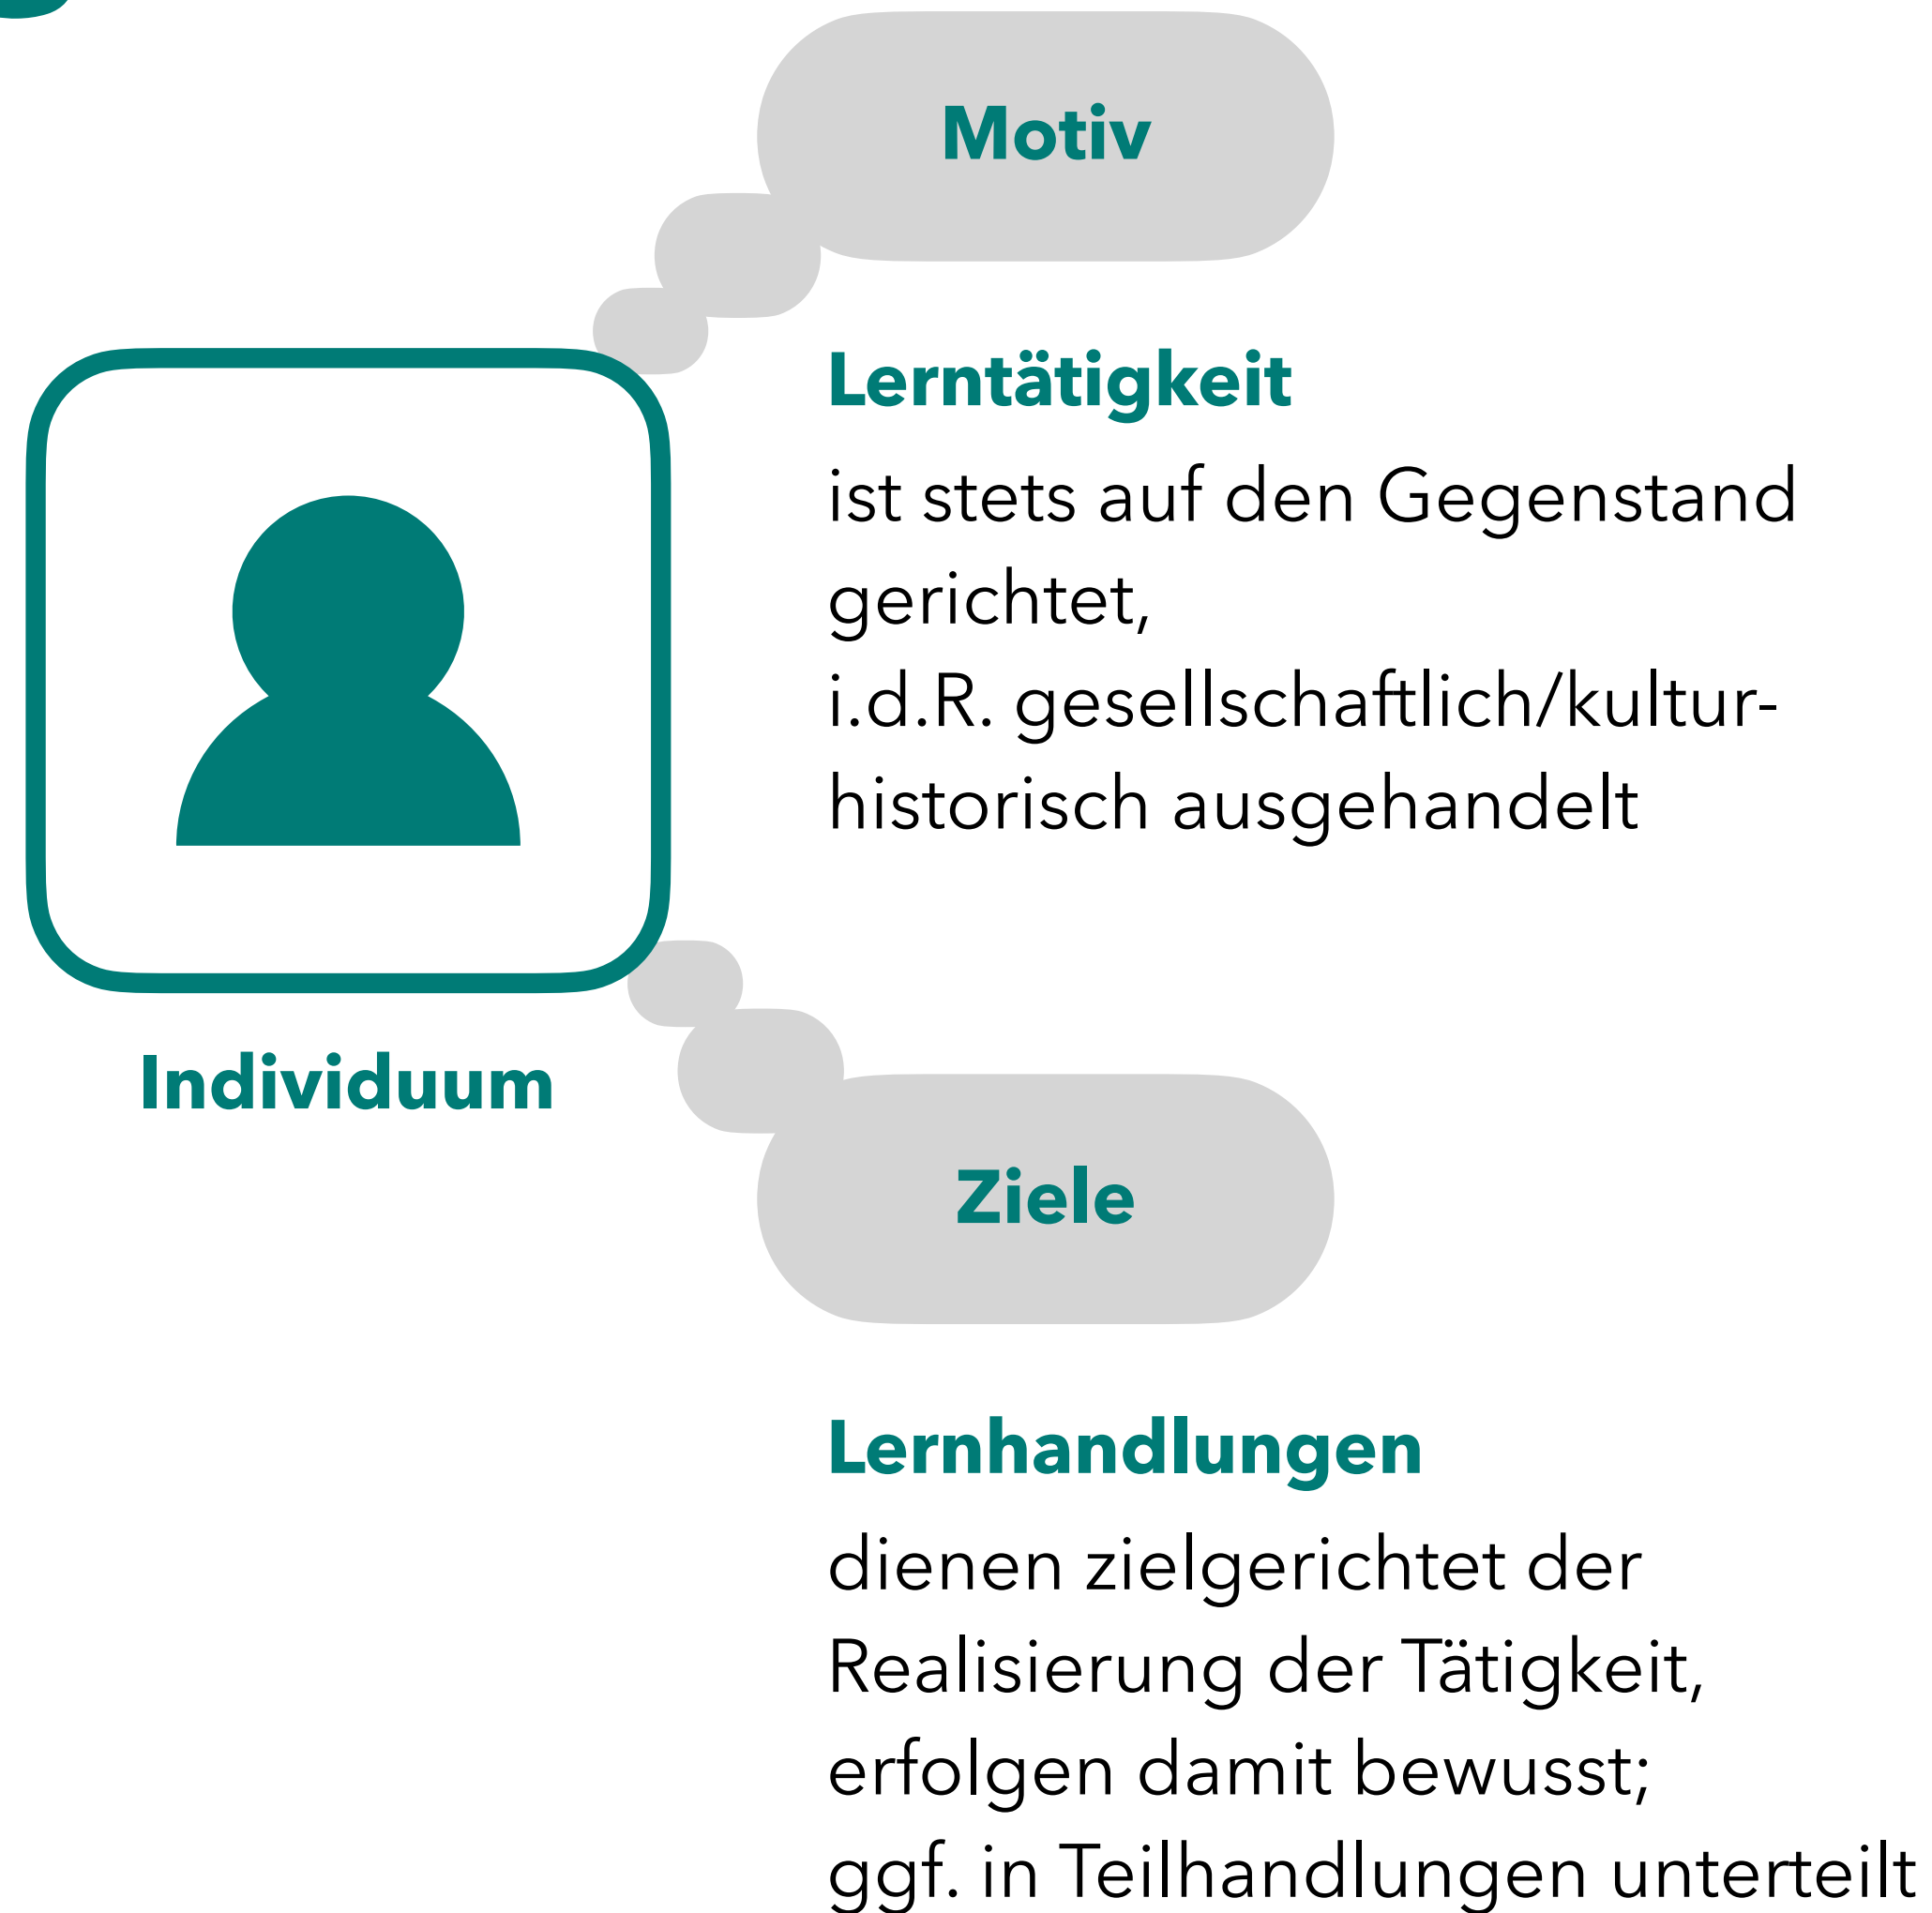 Motiv
Lerntätigkeit
ist stets auf den Gegenstand
gerichtet,
i.d.R. gesellschaftlich/kultur-
historisch ausgehandelt
Individuum
Ziele
Lernhandlungen
dienen zielgerichtet der
Realisierung der Tätigkeit,
erfolgen damit bewusst;
ggf. in Teilhandlungen unterteilt